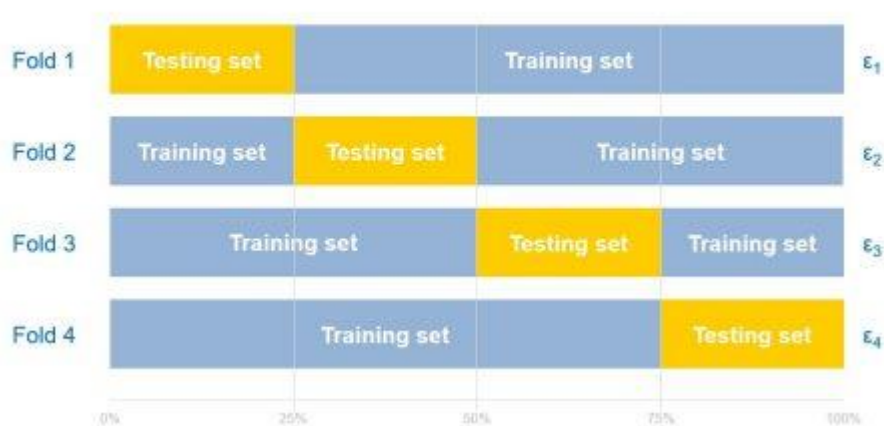 Fold 1 Testing set Training set ε1
Fold 2 Training set Testing set Training set ε2
Fold 3 Training set Testing set Training set ε3
Fold 4 Training set Testing set ε4
0% 25% 50% 75% 100%